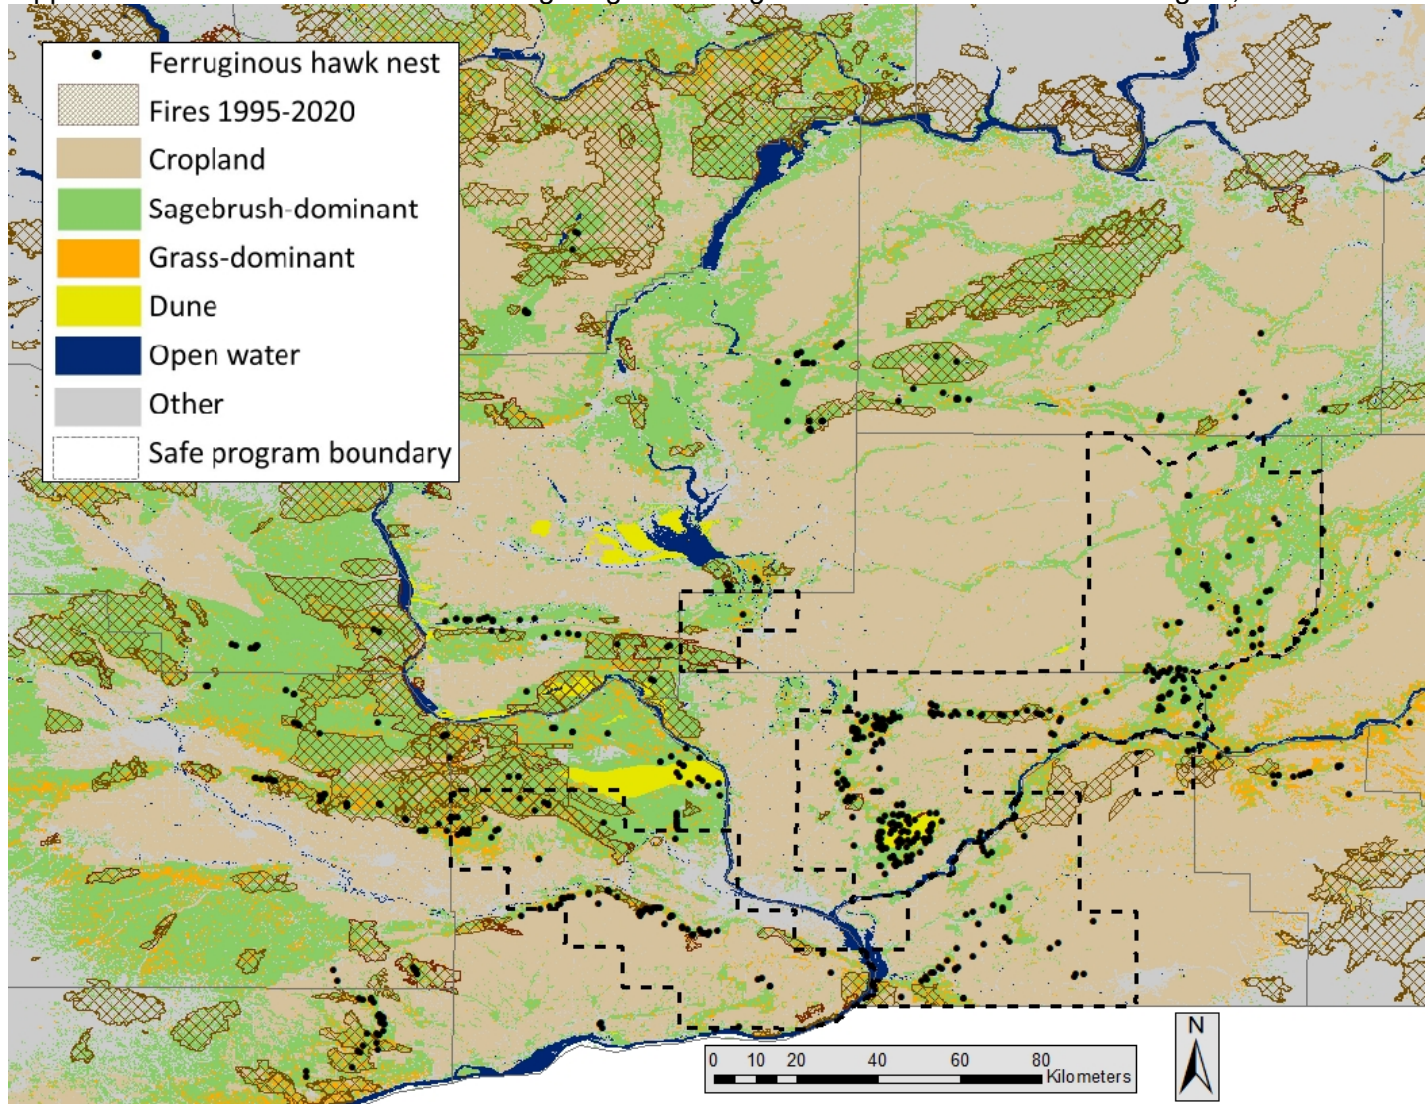 Ferruginous hawk nest
Fires 1995-2020
Cropland
Sagebrush-dominant
Grass-dominant
Dune
Open water
Other
Safe program boundary
N
0 10 20 40 60 80
Kilometers